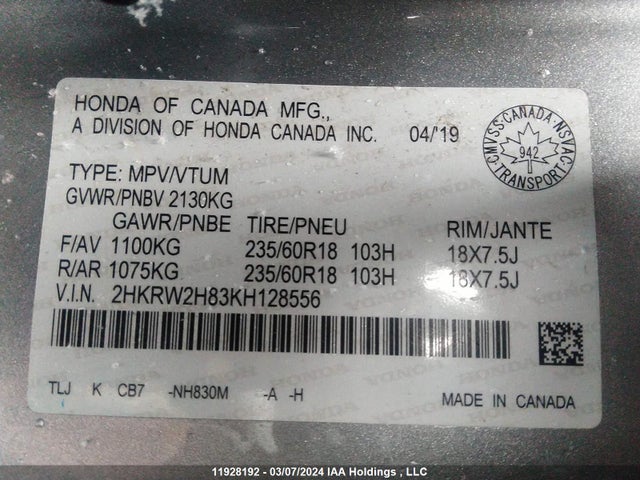 HONDA OF CANADA MFG.,
A DIVISION OF HONDA CANADA INC. 04/'19
CMVSS·CANADA·NSVAC
942
TRANSPORT
TYPE: MPV/VTUM
GVWR/PNBV 2130KG
GAWR/PNBE TIRE/PNEU RIM/JANTE
F/AV 1100KG 235/60R18 103H 18X7.5J
R/AR 1075KG 235/60R18 103H 18X7.5J
V.I.N. 2HKRW2H83KH128556
TLJ K CB7 -NH830M -A -H MADE IN CANADA
11928192 - 03/07/2024 IAA Holdings , LLC